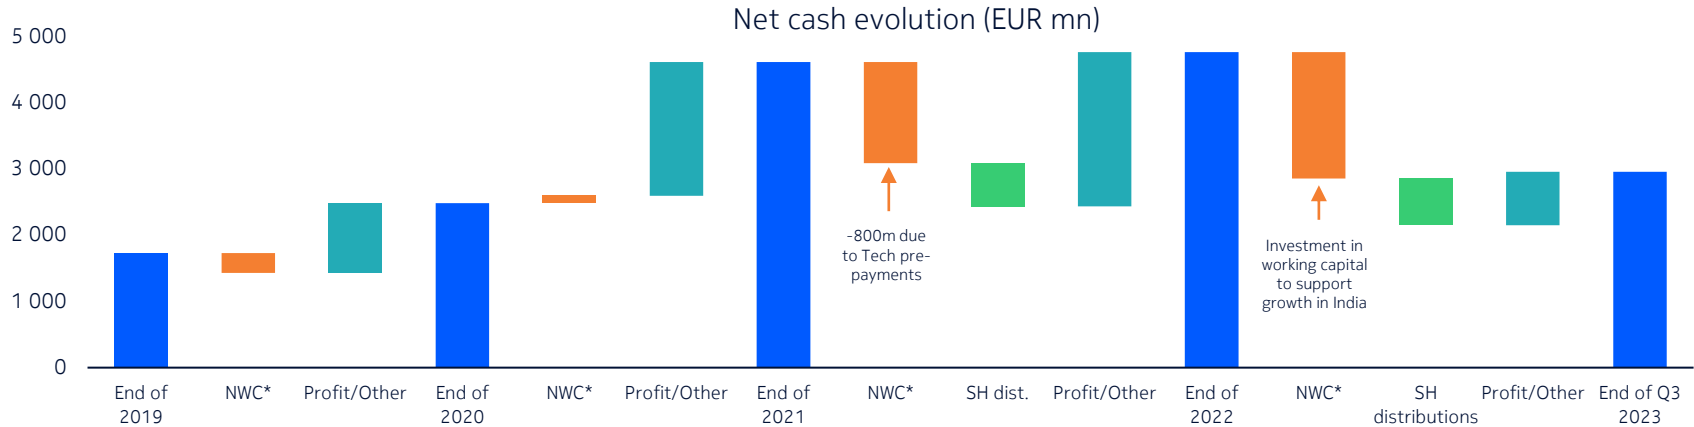 Net cash evolution (EUR mn)
5 000
4 000
3 000
2 000
1 000
0
-800m due
to Tech pre-
payments
Investment in
working capital
to support
growth in India
End of
2019
NWC*
Profit/Other
End of
2020
NWC*
Profit/Other
End of
2021
NWC*
SH dist.
Profit/Other
End of
2022
NWC*
SH
distributions
Profit/Other
End of Q3
2023